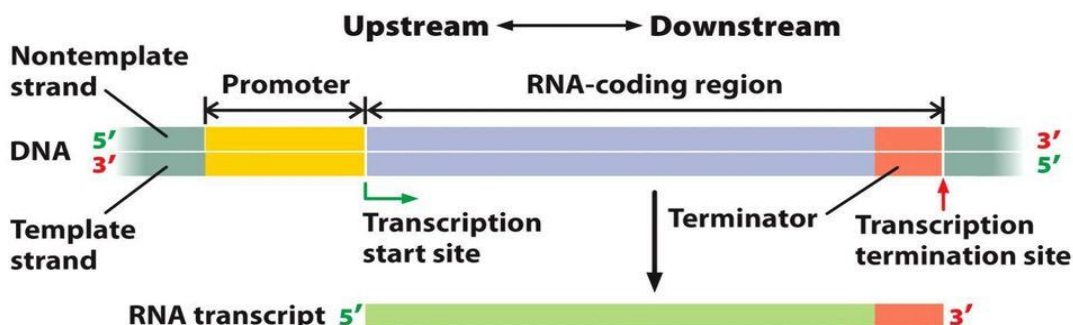 Upstream Downstream
Nontemplate
strand
Promoter
RNA-coding region
DNA
5′
3′
3′
5′
Template
strand
Transcription
start site
Terminator
Transcription
termination site
RNA transcript 5′ 3′